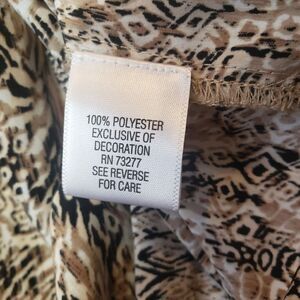 100% POLYESTER
EXCLUSIVE OF
DECORATION
RN 73277
SEE REVERSE
FOR CARE